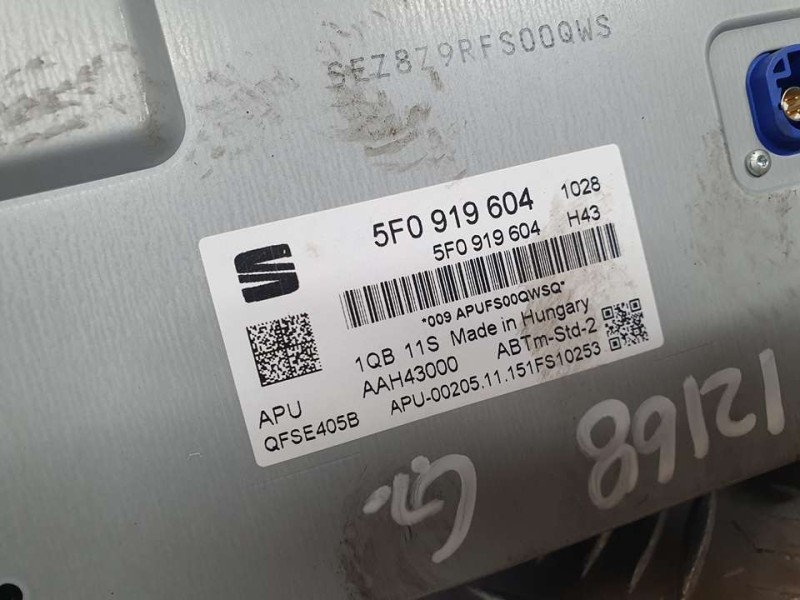 SEZ8Z9RFS00QWS
5F0 919 604 1028
5F0 919 604 H43
*009 APUFS00QWSQ*
1QB 11S Made in Hungary
AAH43000 ABTm-Std-2
APU
QFSE405B APU-00205.11.151FS10253
12168